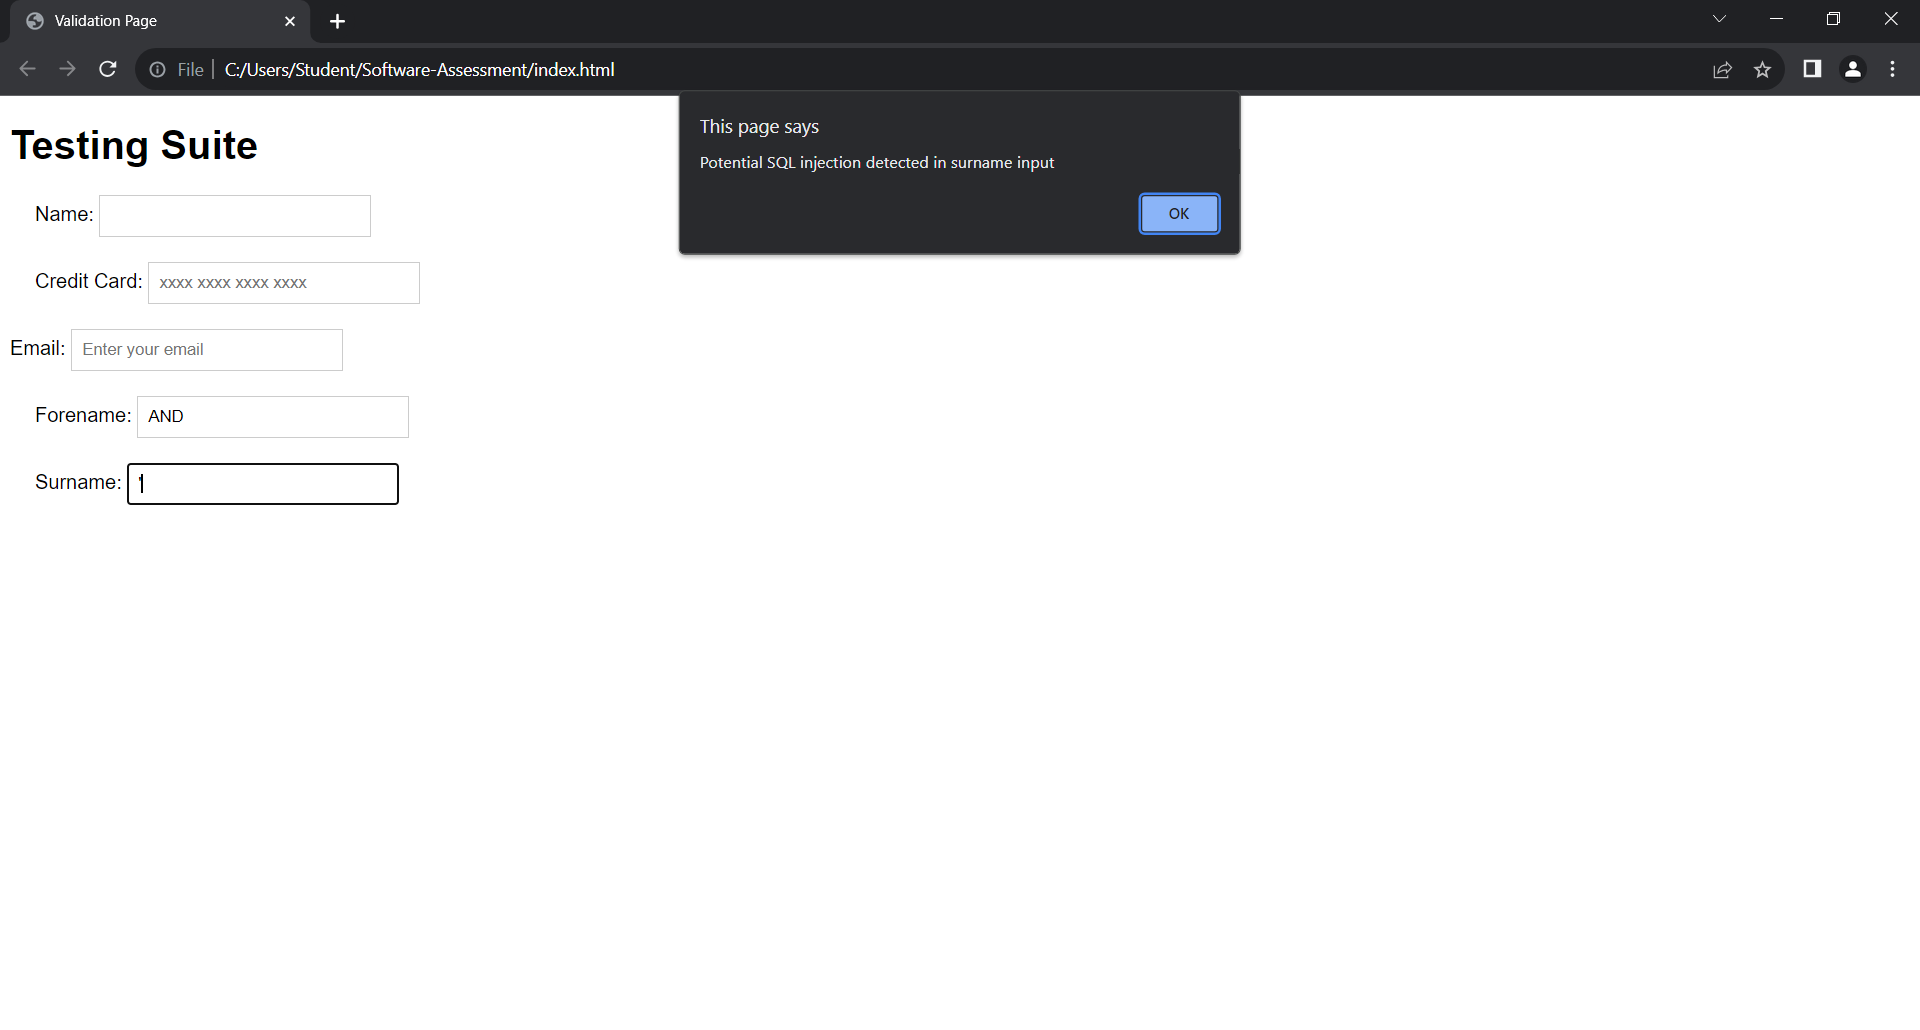 Validation Page
File
C:/Users/Student/Software-Assessment/index.html
This page says
Potential SQL injection detected in surname input
OK
Testing Suite
Name:
Credit Card: xxxx xxxx xxxx xxxx
Email: Enter your email
Forename: AND
Surname: '